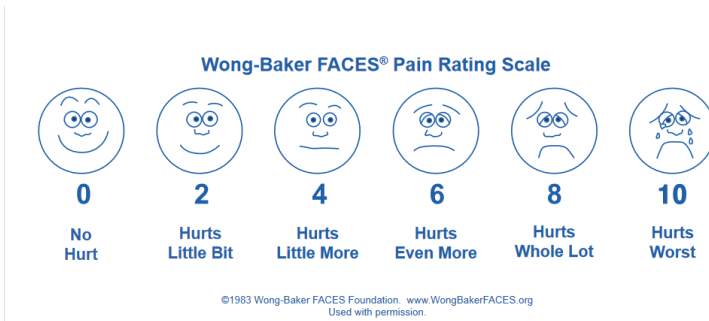 Wong-Baker FACES® Pain Rating Scale
0 2 4 6 8 10
No Hurts Hurts Hurts Hurts Hurts
Hurt Little Bit Little More Even More Whole Lot Worst
©1983 Wong-Baker FACES Foundation. www.WongBakerFACES.org
Used with permission.